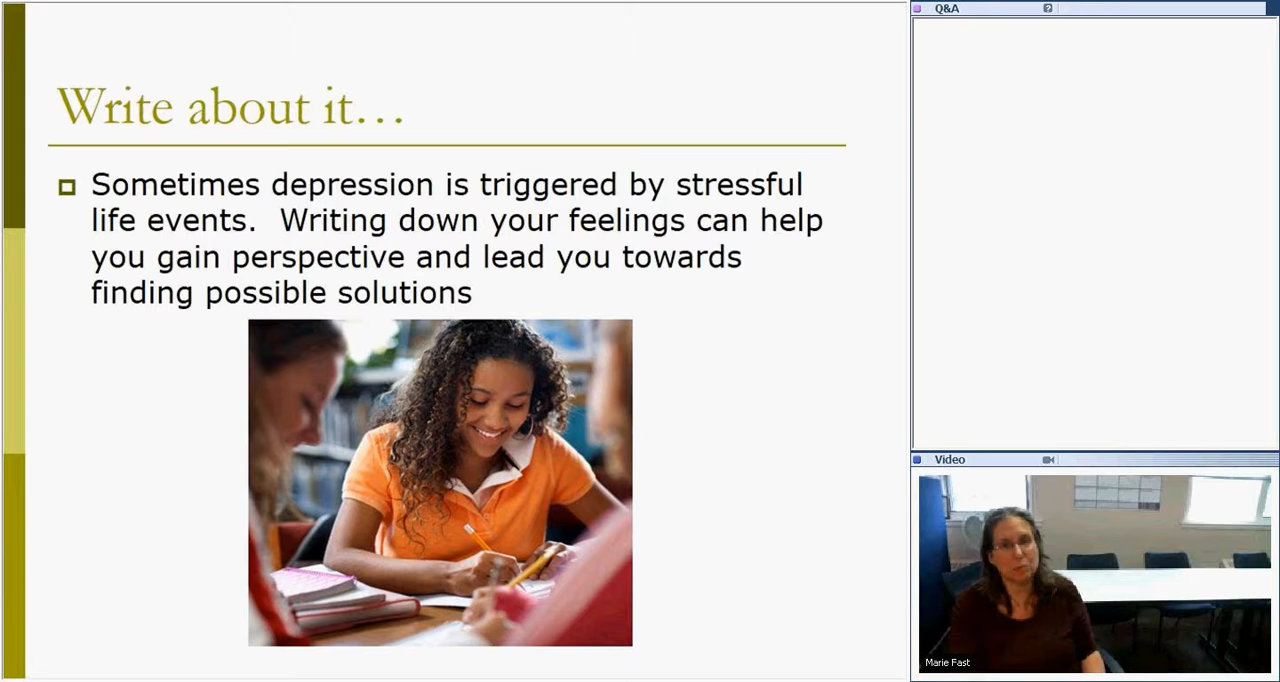 Write about it…
Sometimes depression is triggered by stressful
life events.  Writing down your feelings can help
you gain perspective and lead you towards
finding possible solutions
Q&A
?
Video
Marie Fast